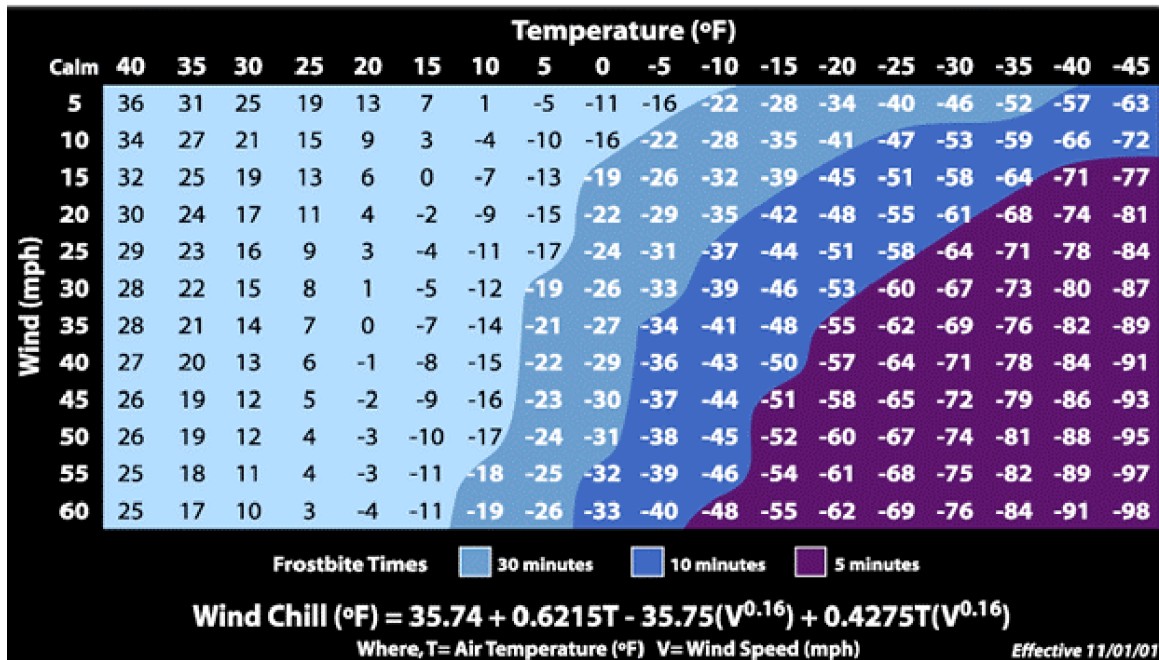 Temperature (ºF)
Calm 40 35 30 25 20 15 10 5 0 -5 -10 -15 -20 -25 -30 -35 -40 -45
5 36 31 25 19 13 7 1 -5 -11 -16 -22 -28 -34 -40 -46 -52 -57 -63
10 34 27 21 15 9 3 -4 -10 -16 -22 -28 -35 -41 -47 -53 -59 -66 -72
15 32 25 19 13 6 0 -7 -13 -19 -26 -32 -39 -45 -51 -58 -64 -71 -77
20 30 24 17 11 4 -2 -9 -15 -22 -29 -35 -42 -48 -55 -61 -68 -74 -81
25 29 23 16 9 3 -4 -11 -17 -24 -31 -37 -44 -51 -58 -64 -71 -78 -84
30 28 22 15 8 1 -5 -12 -19 -26 -33 -39 -46 -53 -60 -67 -73 -80 -87
35 28 21 14 7 0 -7 -14 -21 -27 -34 -41 -48 -55 -62 -69 -76 -82 -89
40 27 20 13 6 -1 -8 -15 -22 -29 -36 -43 -50 -57 -64 -71 -78 -84 -91
45 26 19 12 5 -2 -9 -16 -23 -30 -37 -44 -51 -58 -65 -72 -79 -86 -93
50 26 19 12 4 -3 -10 -17 -24 -31 -38 -45 -52 -60 -67 -74 -81 -88 -95
55 25 18 11 4 -3 -11 -18 -25 -32 -39 -46 -54 -61 -68 -75 -82 -89 -97
60 25 17 10 3 -4 -11 -19 -26 -33 -40 -48 -55 -62 -69 -76 -84 -91 -98
Wind (mph)
Frostbite Times 30 minutes 10 minutes 5 minutes
Wind Chill (ºF) = 35.74 + 0.6215T - 35.75(V^0.16) + 0.4275T(V^0.16)
Where, T= Air Temperature (ºF) V= Wind Speed (mph) Effective 11/01/01